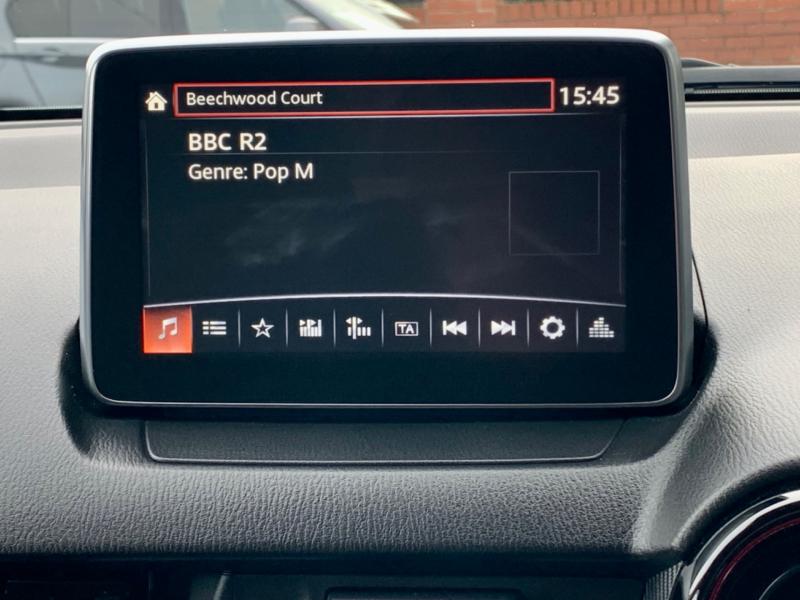 Beechwood Court 15:45
BBC R2
Genre: Pop M
TA